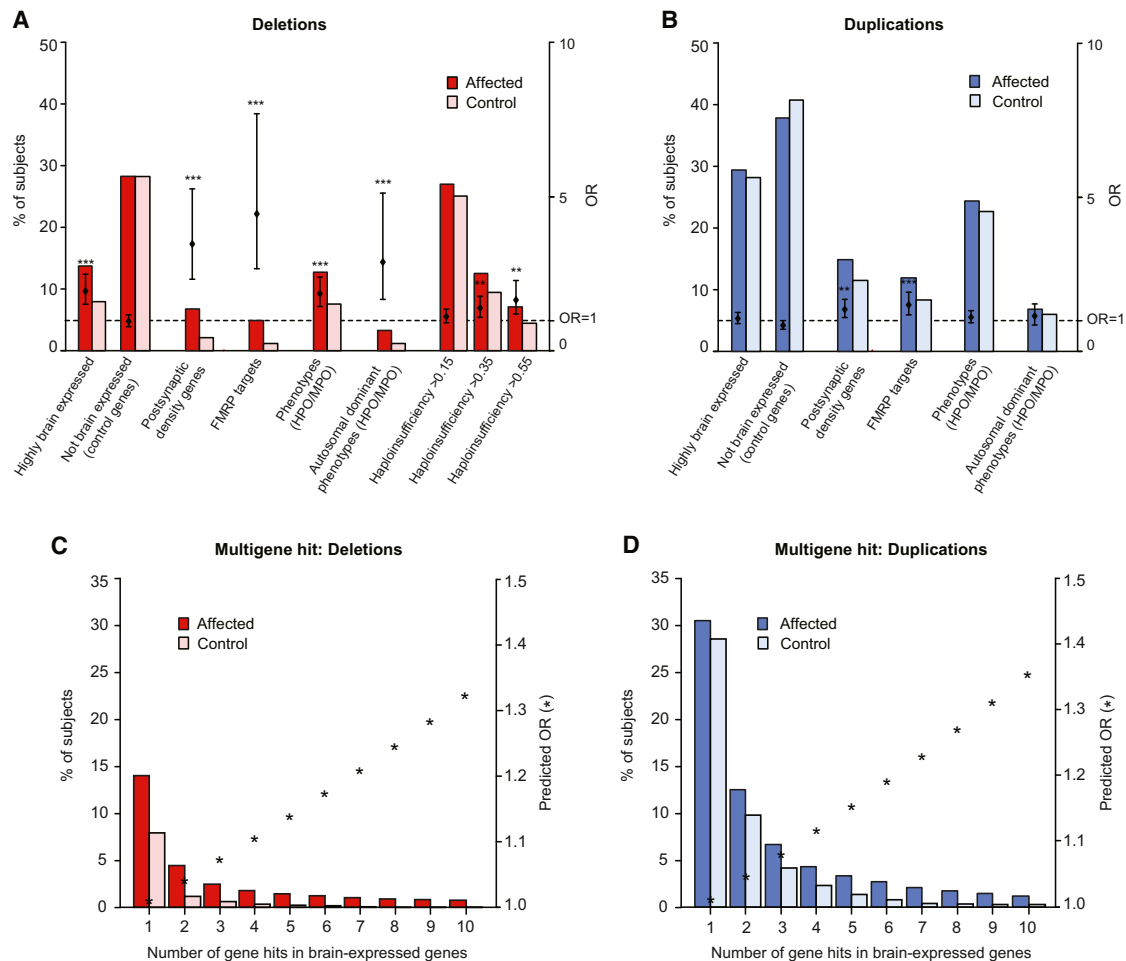 A
Deletions
50
40
30
20
10
0
% of subjects
10
5
OR=1
0
OR
Affected
Control
***
***
***
***
***
**
**
Highly brain expressed
Not brain expressed
(control genes)
Postsynaptic
density genes
FMRP targets
Phenotypes
(HPO/MPO)
Autosomal dominant
phenotypes (HPO/MPO)
Haploinsufficiency >0.15
Haploinsufficiency >0.35
Haploinsufficiency >0.55
B
Duplications
50
40
30
20
10
0
% of subjects
10
5
OR=1
0
OR
Affected
Control
**
***
Highly brain expressed
Not brain expressed
(control genes)
Postsynaptic
density genes
FMRP targets
Phenotypes
(HPO/MPO)
Autosomal dominant
phenotypes (HPO/MPO)
C
Multigene hit: Deletions
35
30
25
20
15
10
5
0
% of subjects
1.5
1.4
1.3
1.2
1.1
1.0
Predicted OR (*)
Affected
Control
* * * * * * * * * *
1 2 3 4 5 6 7 8 9 10
Number of gene hits in brain-expressed genes
D
Multigene hit: Duplications
35
30
25
20
15
10
5
0
% of subjects
1.5
1.4
1.3
1.2
1.1
1.0
Predicted OR (*)
Affected
Control
* * * * * * * * * *
1 2 3 4 5 6 7 8 9 10
Number of gene hits in brain-expressed genes